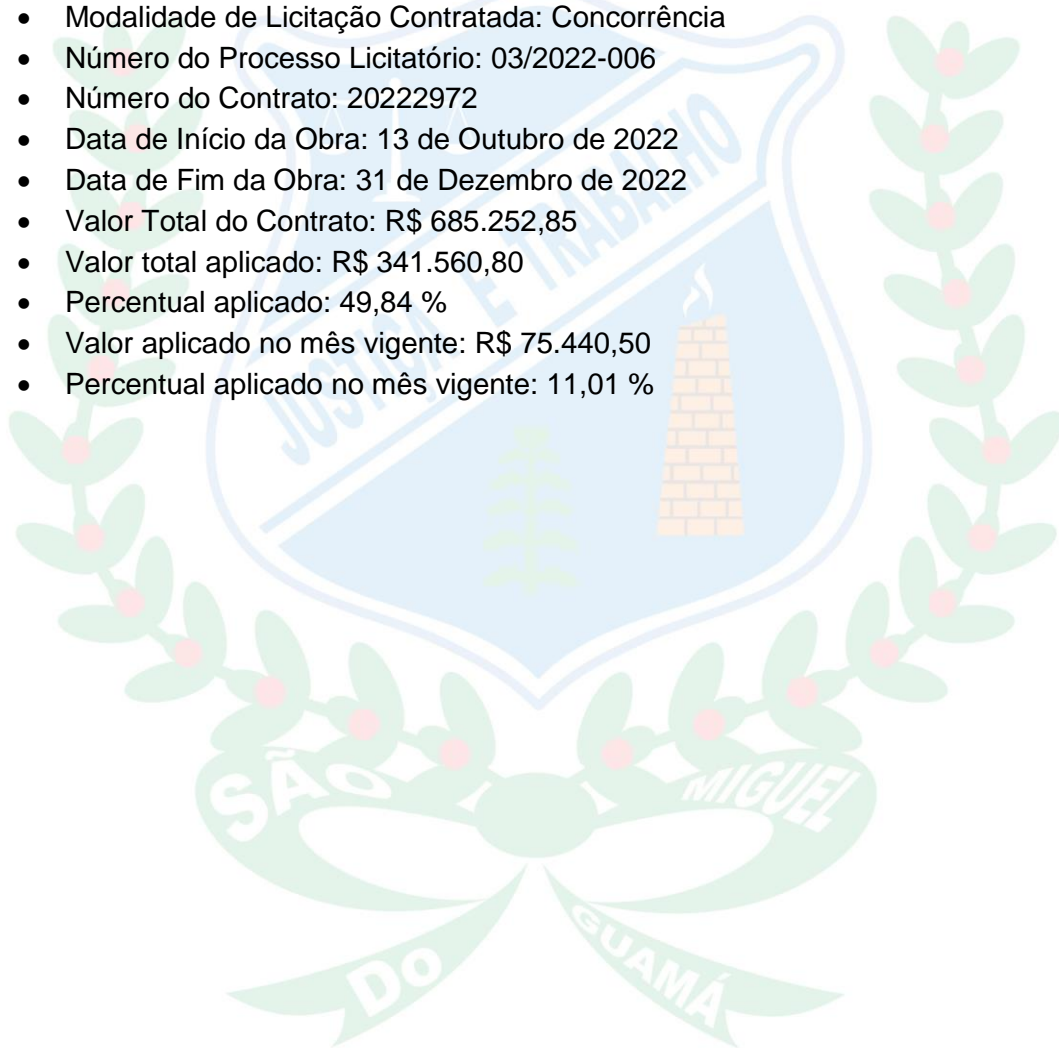 • Modalidade de Licitação Contratada: Concorrência
• Número do Processo Licitatório: 03/2022-006
• Número do Contrato: 20222972
• Data de Início da Obra: 13 de Outubro de 2022
• Data de Fim da Obra: 31 de Dezembro de 2022
• Valor Total do Contrato: R$ 685.252,85
• Valor total aplicado: R$ 341.560,80
• Percentual aplicado: 49,84 %
• Valor aplicado no mês vigente: R$ 75.440,50
• Percentual aplicado no mês vigente: 11,01 %
JUSTIÇA E TRABALHO
SÃO MIGUEL
DO GUAMÁ